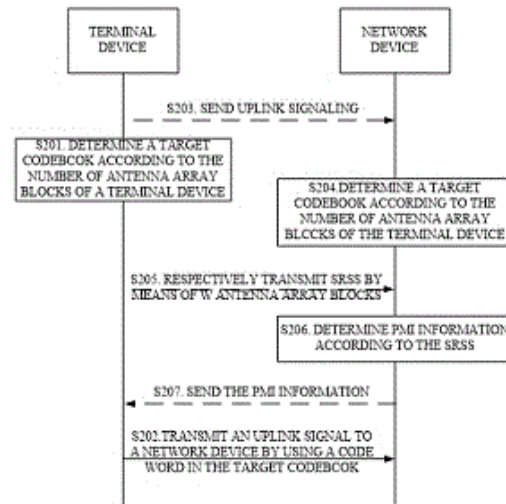 TERMINAL
DEVICE
NETWORK
DEVICE
S203. SEND UPLINK SIGNALING
S201. DETERMINE A TARGET
CODEBCOK ACCORDING TO THE
NUMBER OF ANTENNA ARRAY
BLOCKS OF A TERMINAL DEVICE
S204.DETERMINE A TARGET
CODEBOOK ACCORDING TO THE
NUMBER OF ANTENNA ARRAY
BLCCKS OF THE TERMINAL DEVICE
S205. RESPECTIVELY TRANSMIT SRSS BY
MEANS OF W ANTENNA ARRAY BLOCKS
S206. DETERMINE PMI INFORMATION
ACCORDING TO THE SRSS
S207. SEND THE PMI INFORMATION
S202.TRANSMIT AN UPLINK SIGNAL TO
A NETWORK DEVICE BY USING A CODE
WORD IN THE TARGET CODEBCOK